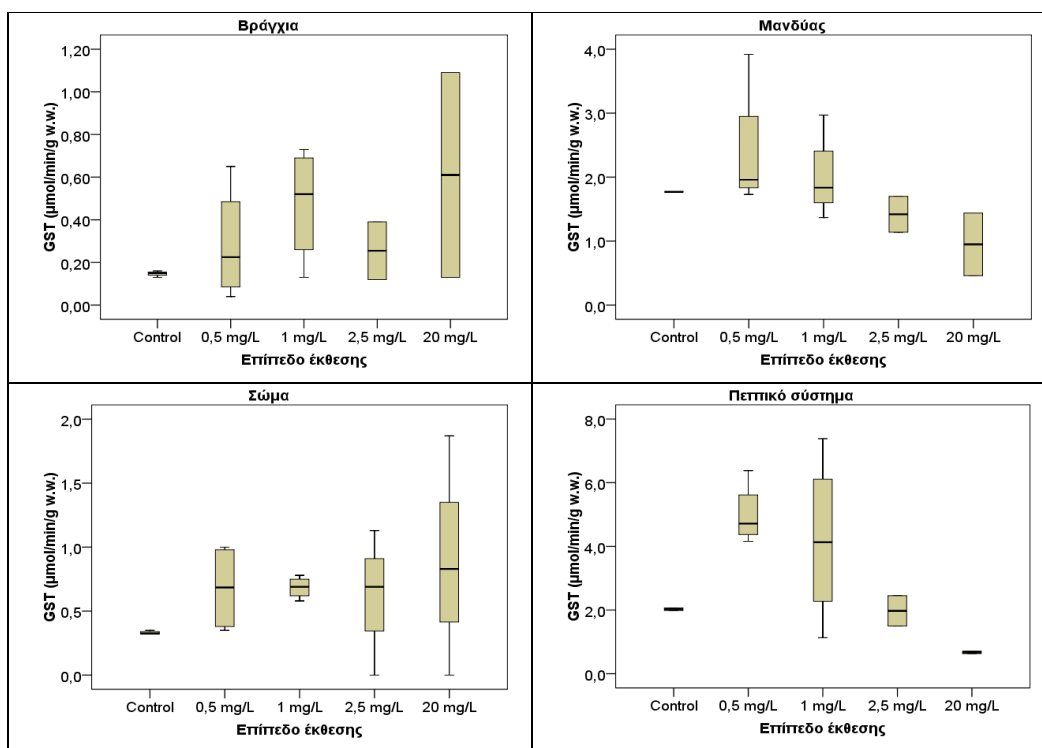 Βράγχια
1,20
1,00
0,80
0,60
0,40
0,20
0,00
GST (μmol/min/g w.w.)
Control 0,5 mg/L 1 mg/L 2,5 mg/L 20 mg/L
Επίπεδο έκθεσης
Μανδύας
4,0
3,0
2,0
1,0
0,0
GST (μmol/min/g w.w.)
Control 0,5 mg/L 1 mg/L 2,5 mg/L 20 mg/L
Επίπεδο έκθεσης
Σώμα
2,0
1,5
1,0
0,5
0,0
GST (μmol/min/g w.w.)
Control 0,5 mg/L 1 mg/L 2,5 mg/L 20 mg/L
Επίπεδο έκθεσης
Πεπτικό σύστημα
8,0
6,0
4,0
2,0
0,0
GST (μmol/min/g w.w.)
Control 0,5 mg/L 1 mg/L 2,5 mg/L 20 mg/L
Επίπεδο έκθεσης